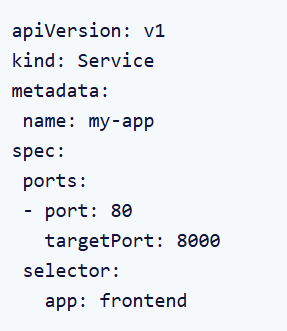 apiVersion: v1
kind: Service
metadata:
 name: my-app
spec:
 ports:
 - port: 80
   targetPort: 8000
 selector:
   app: frontend